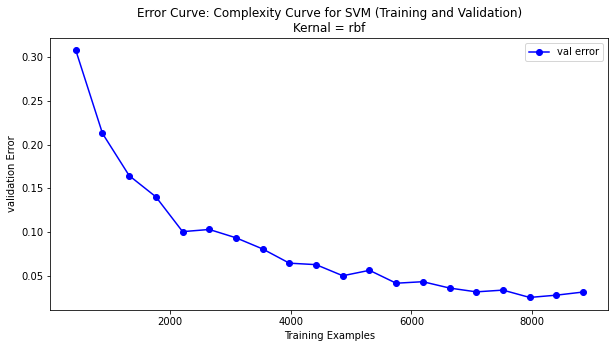 Error Curve: Complexity Curve for SVM (Training and Validation)
Kernal = rbf
val error
validation Error
0.30
0.25
0.20
0.15
0.10
0.05
2000
4000
6000
8000
Training Examples